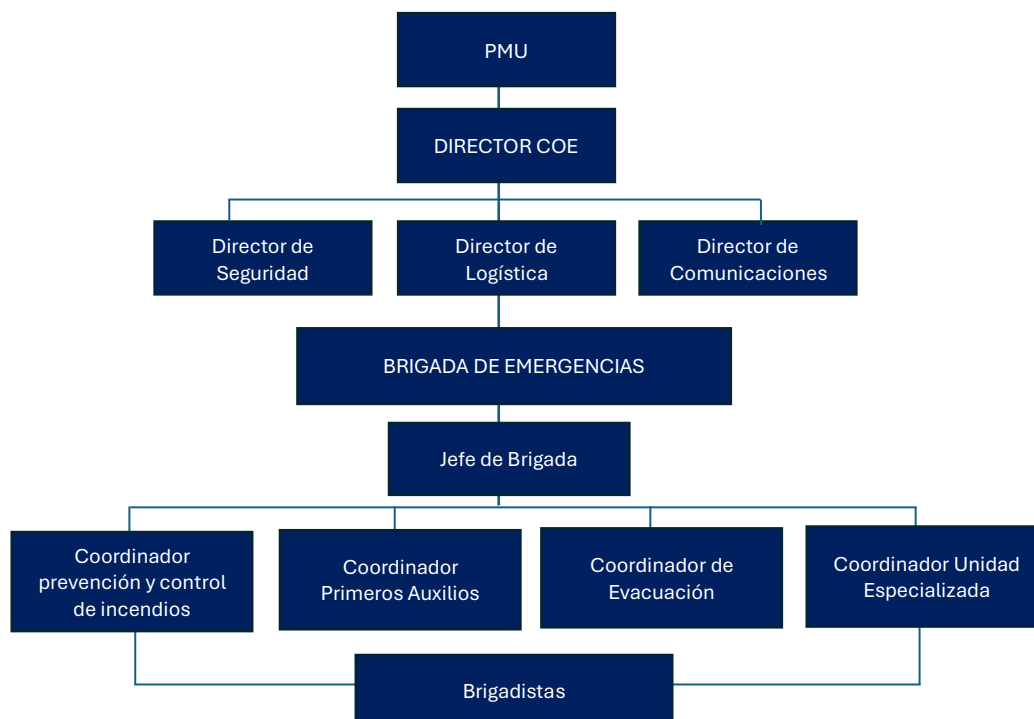 PMU
DIRECTOR COE
Director de
Seguridad
Director de
Logística
Director de
Comunicaciones
BRIGADA DE EMERGENCIAS
Jefe de Brigada
Coordinador
prevención y control
de incendios
Coordinador
Primeros Auxilios
Coordinador de
Evacuación
Coordinador Unidad
Especializada
Brigadistas